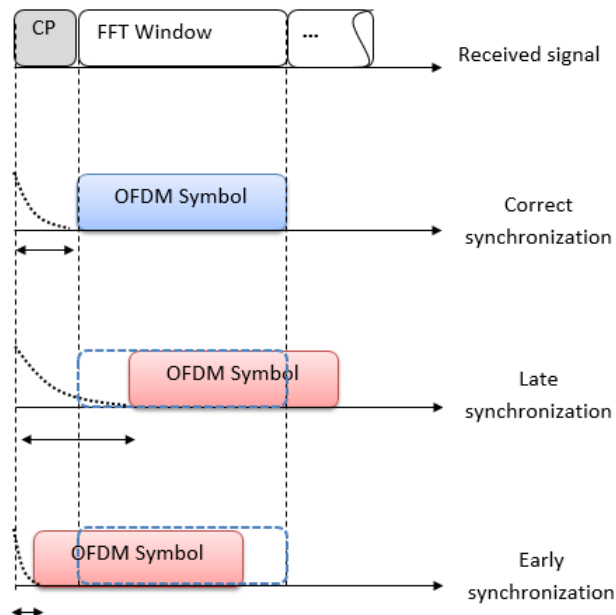 CP
FFT Window
...
Received signal
OFDM Symbol
Correct
synchronization
OFDM Symbol
Late
synchronization
OFDM Symbol
Early
synchronization